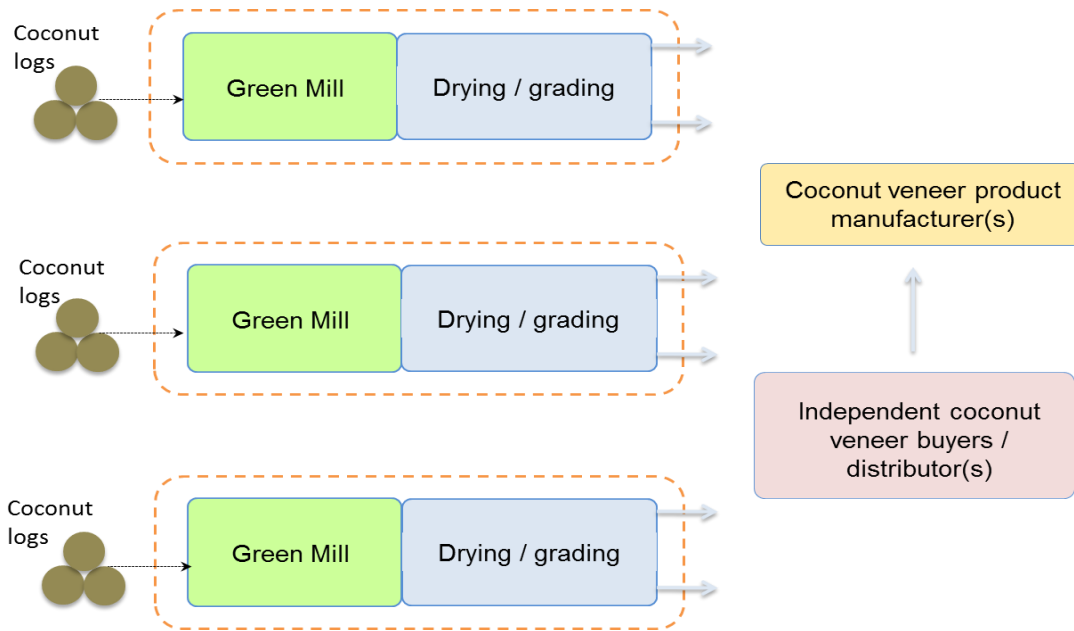 Coconut
logs
Green Mill
Drying / grading
Coconut veneer product
manufacturer(s)
Coconut
logs
Green Mill
Drying / grading
Independent coconut
veneer buyers /
distributor(s)
Coconut
logs
Green Mill
Drying / grading